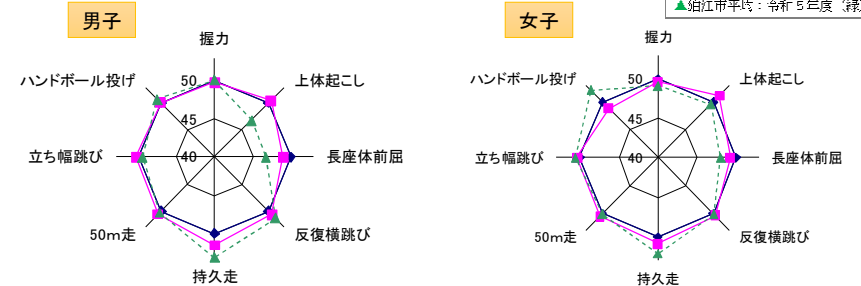 ▲狛江市平均：令和５年度（緑
男子
女子
握力
上体起こし
長座体前屈
反復横跳び
持久走
50m走
立ち幅跳び
ハンドボール投げ
50
45
40
握力
上体起こし
長座体前屈
反復横跳び
持久走
50m走
立ち幅跳び
ハンドボール投げ
50
45
40